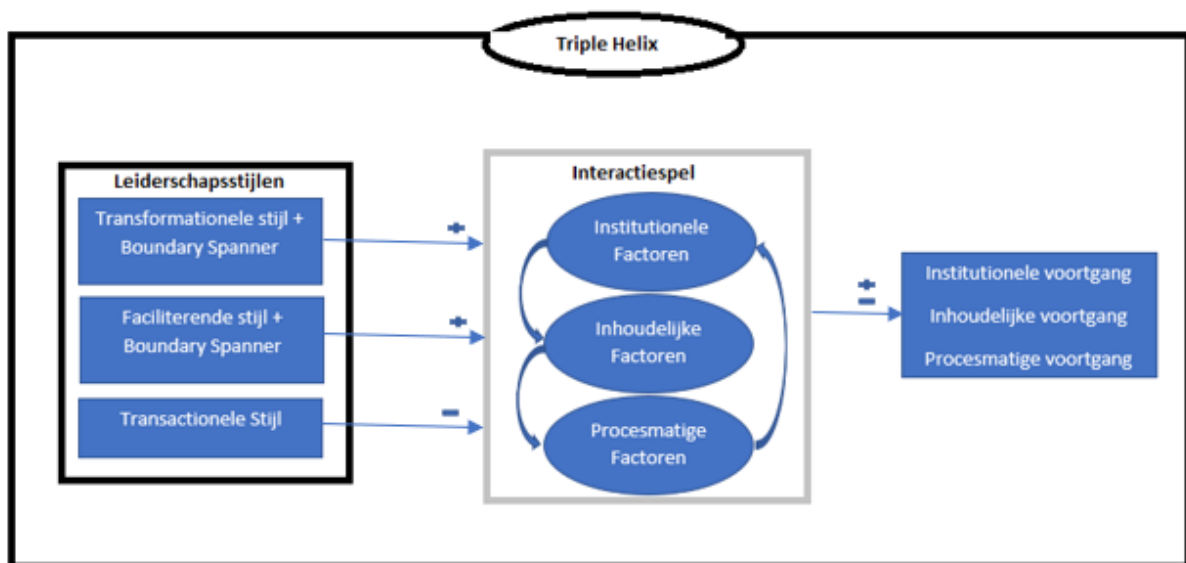 Triple Helix
Leiderschapsstijlen
Transformationele stijl +
Boundary Spanner
Faciliterende stijl +
Boundary Spanner
Transactionele Stijl
+
+
-
Interactiespel
Institutionele
Factoren
Inhoudelijke
Factoren
Procesmatige
Factoren
+
-
Institutionele voortgang
Inhoudelijke voortgang
Procesmatige voortgang